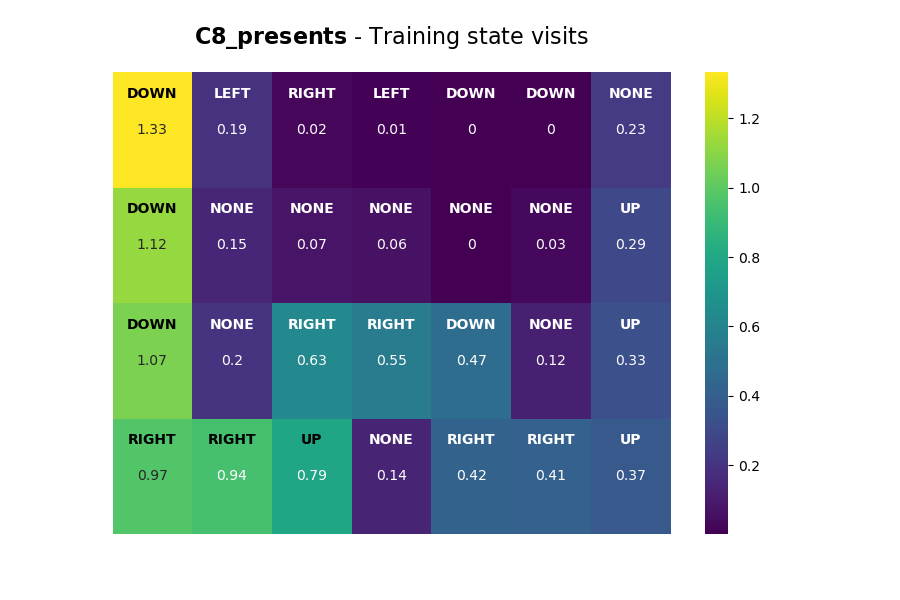 C8_presents - Training state visits
DOWN LEFT RIGHT LEFT DOWN DOWN NONE
1.33 0.19 0.02 0.01 0 0 0.23
DOWN NONE NONE NONE NONE NONE UP
1.12 0.15 0.07 0.06 0 0.03 0.29
DOWN NONE RIGHT RIGHT DOWN NONE UP
1.07 0.2 0.63 0.55 0.47 0.12 0.33
RIGHT RIGHT UP NONE RIGHT RIGHT UP
0.97 0.94 0.79 0.14 0.42 0.41 0.37
1.2
1.0
0.8
0.6
0.4
0.2